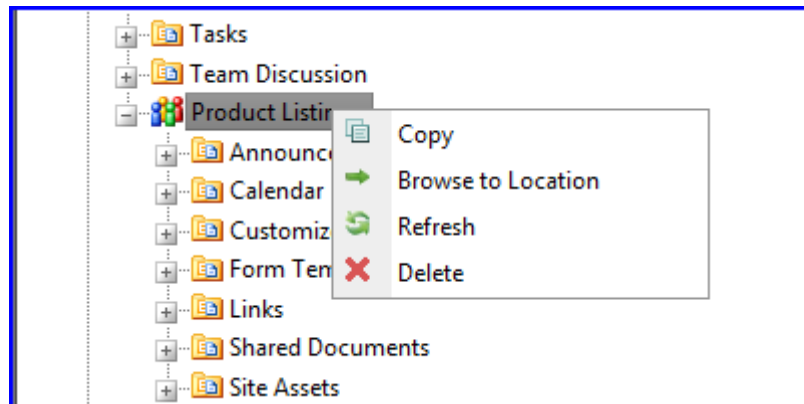 Tasks
Team Discussion
Product Listin
Copy
Announc
Browse to Location
Calendar
Customiz
Refresh
Form Tem
Delete
Links
Shared Documents
Site Assets